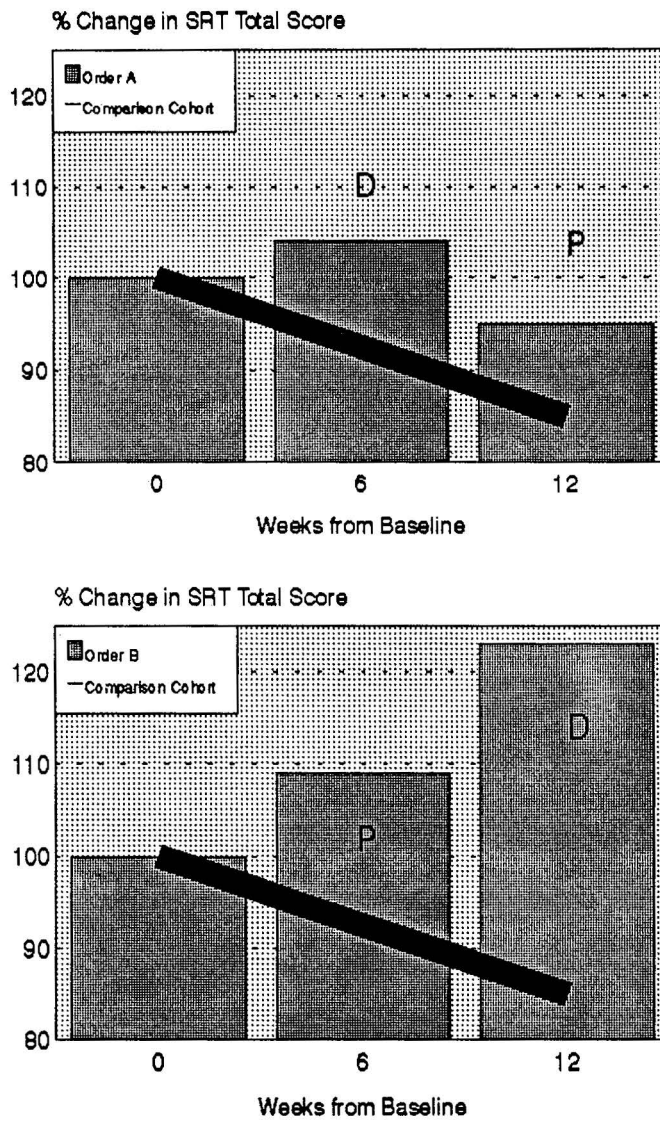 % Change in SRT Total Score
Order A
Comparison Cohort
120
D
110
P
100
90
80
0 6 12
Weeks from Baseline
% Change in SRT Total Score
Order B
Comparison Cohort
120
D
110
P
100
90
80
0 6 12
Weeks from Baseline